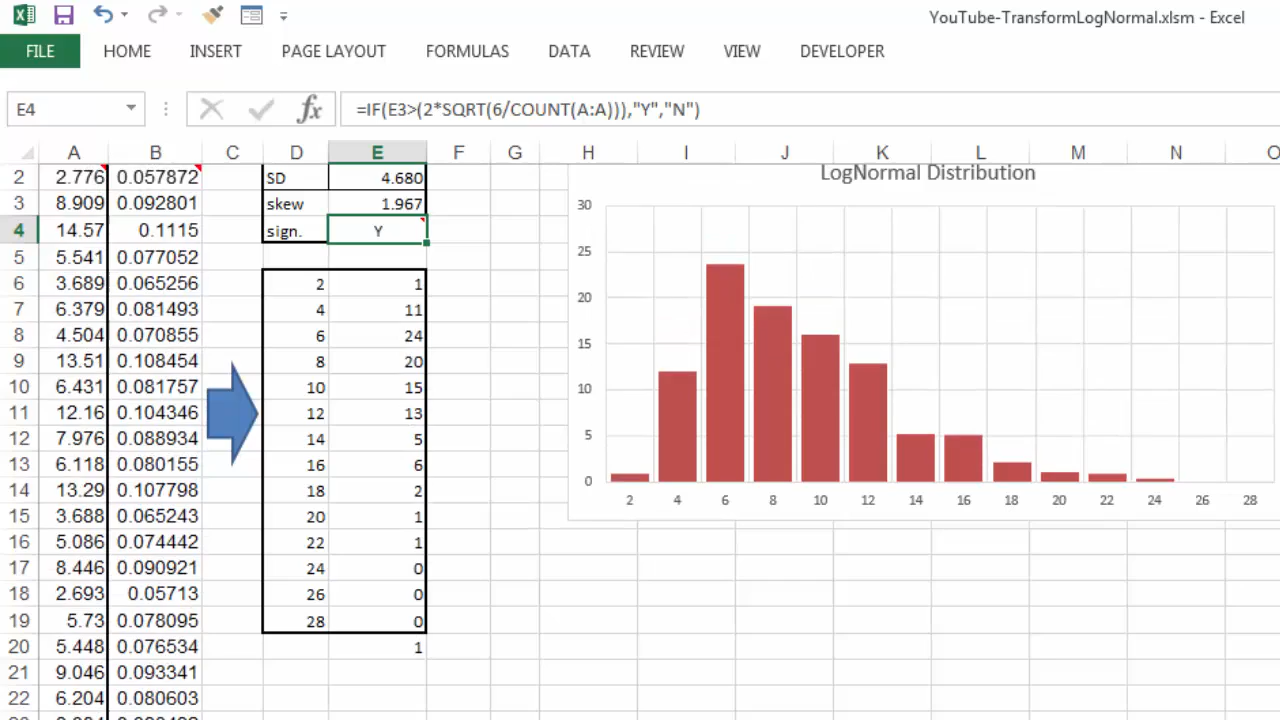 YouTube-TransformLogNormal.xlsm - Excel
FILE HOME INSERT PAGE LAYOUT FORMULAS DATA REVIEW VIEW DEVELOPER
E4 fx =IF(E3>(2*SQRT(6/COUNT(A:A))),"Y","N")
A B C D E F G H I J K L M N O
2 2.776 0.057872 SD 4.680
3 8.909 0.092801 skew 1.967
4 14.57 0.1115 sign. Y
5 5.541 0.077052
6 3.689 0.065256 2 1
7 6.379 0.081493 4 11
8 4.504 0.070855 6 24
9 13.51 0.108454 8 20
10 6.431 0.081757 10 15
11 12.16 0.104346 12 13
12 7.976 0.088934 14 5
13 6.118 0.080155 16 6
14 13.29 0.107798 18 2
15 3.688 0.065243 20 1
16 5.086 0.074442 22 1
17 8.446 0.090921 24 0
18 2.693 0.05713 26 0
19 5.73 0.078095 28 0
20 5.448 0.076534 1
21 9.046 0.093341
22 6.204 0.080603
LogNormal Distribution
30
25
20
15
10
5
0
2 4 6 8 10 12 14 16 18 20 22 24 26 28